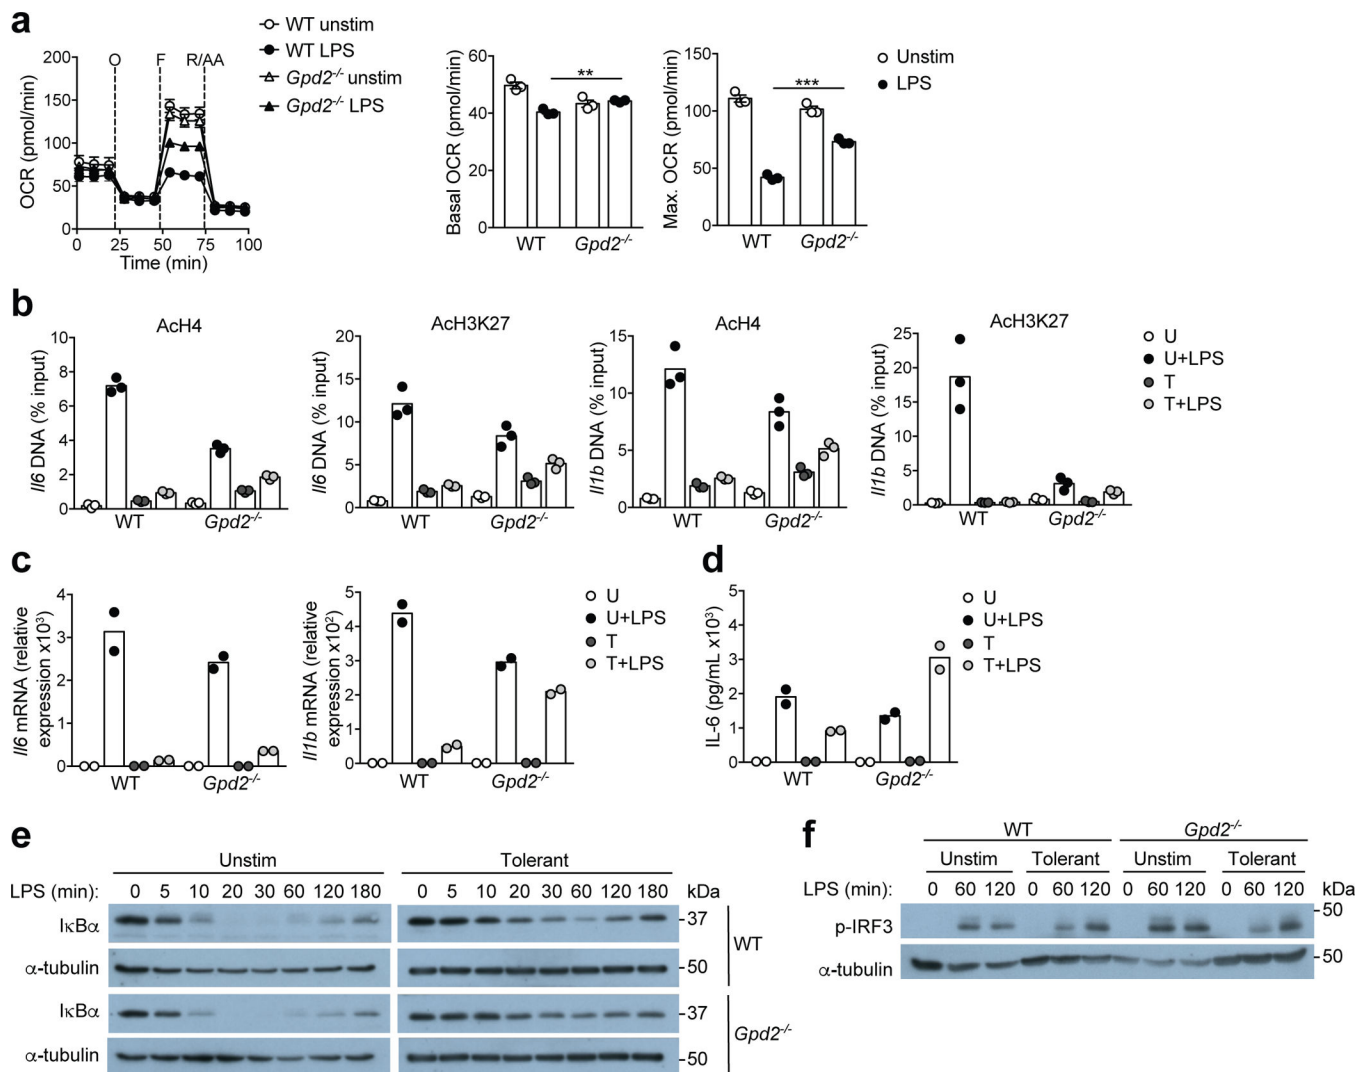 a
WT unstim
WT LPS
Gpd2-/- unstim
Gpd2-/- LPS
O F R/AA
OCR (pmol/min)
200
150
100
50
0
0 25 50 75 100
Time (min)
Basal OCR (pmol/min)
60
40
20
0
**
WT Gpd2-/-
Max. OCR (pmol/min)
150
100
50
0
***
WT Gpd2-/-
Unstim
LPS
b
AcH4
Il6 DNA (% input)
10
8
6
4
2
0
WT Gpd2-/-
AcH3K27
Il6 DNA (% input)
20
15
10
5
0
WT Gpd2-/-
AcH4
Il1b DNA (% input)
15
10
5
0
WT Gpd2-/-
AcH3K27
Il1b DNA (% input)
25
20
15
10
5
0
WT Gpd2-/-
U
U+LPS
T
T+LPS
c
Il6 mRNA (relative
expression x10³)
4
3
2
1
0
WT Gpd2-/-
Il1b mRNA (relative
expression x10²)
5
4
3
2
1
0
WT Gpd2-/-
U
U+LPS
T
T+LPS
d
IL-6 (pg/mL x10³)
5
4
3
2
1
0
WT Gpd2-/-
U
U+LPS
T
T+LPS
e
Unstim Tolerant
LPS (min): 0 5 10 20 30 60 120 180 0 5 10 20 30 60 120 180 kDa
IκBα -37
α-tubulin -50
WT
IκBα -37
α-tubulin -50
Gpd2-/-
f
WT Gpd2-/-
Unstim Tolerant Unstim Tolerant
LPS (min): 0 60 120 0 60 120 0 60 120 0 60 120 kDa
p-IRF3 -50
α-tubulin -50